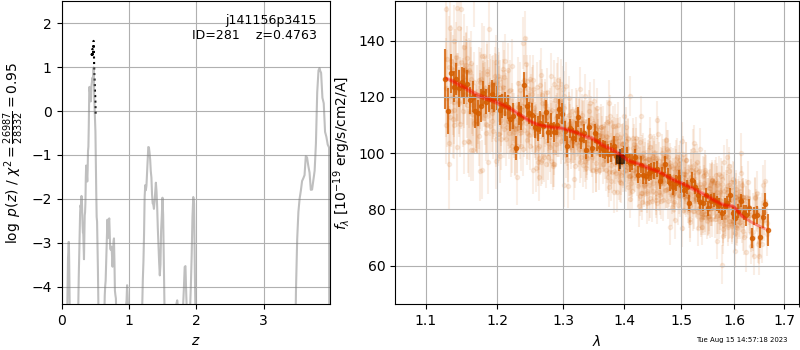 j141156p3415
ID=281 z=0.4763
log p(z) / χ² = 26987/28332 = 0.95
2
1
0
−1
−2
−3
−4
0 1 2 3
z
fλ [10⁻¹⁹ erg/s/cm2/A]
140
120
100
80
60
1.1 1.2 1.3 1.4 1.5 1.6 1.7
λ
Tue Aug 15 14:57:18 2023